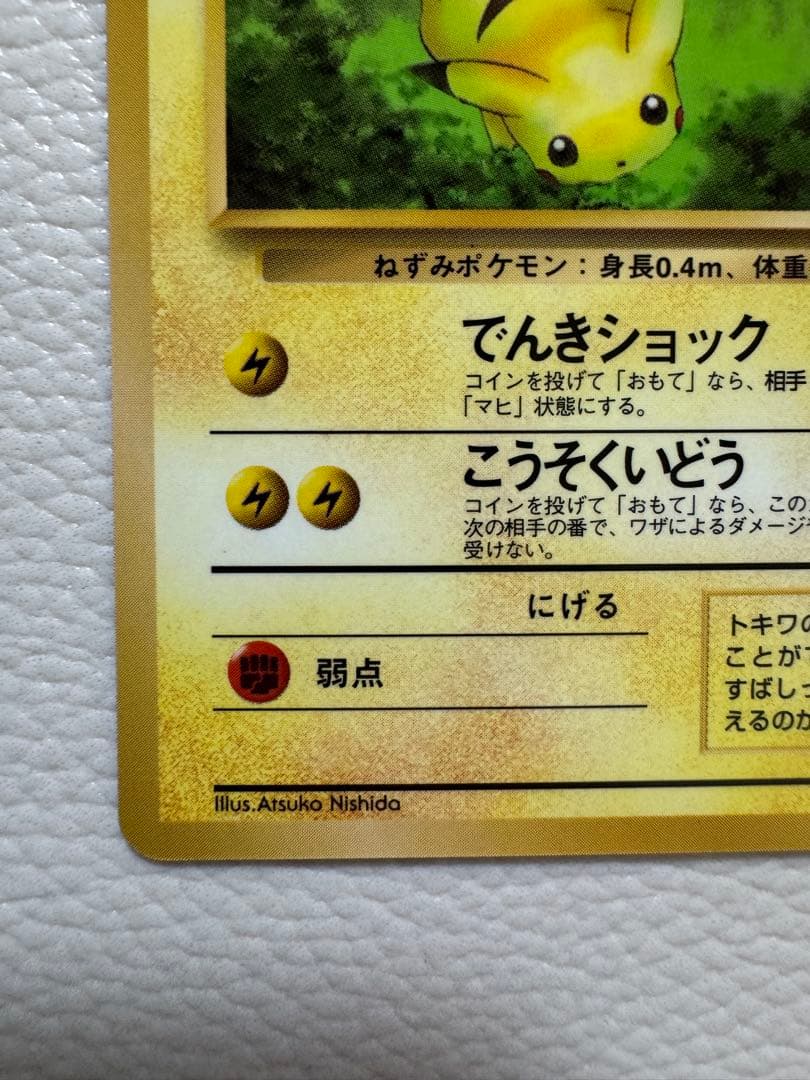 ねずみポケモン：身長0.4m、体重
でんきショック
コインを投げて「おもて」なら、相手
「マヒ」状態にする。
こうそくいどう
コインを投げて「おもて」なら、この
次の相手の番で、ワザによるダメージや
受けない。
にげる
弱点
トキワの
ことがで
すばしっ
えるのか
Illus.Atsuko Nishida